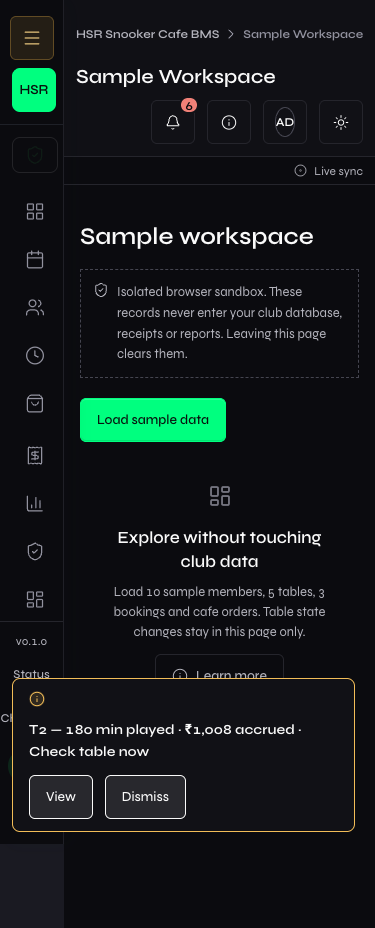 HSR Snooker Cafe BMS > Sample Workspace
HSR
Sample Workspace
6
AD
Live sync
Sample workspace
Isolated browser sandbox. These
records never enter your club database,
receipts or reports. Leaving this page
clears them.
Load sample data
Explore without touching
club data
Load 10 sample members, 5 tables, 3
bookings and cafe orders. Table state
changes stay in this page only.
Learn more
v0.1.0
Status
T2 — 180 min played · ₹1,008 accrued ·
Check table now
View
Dismiss